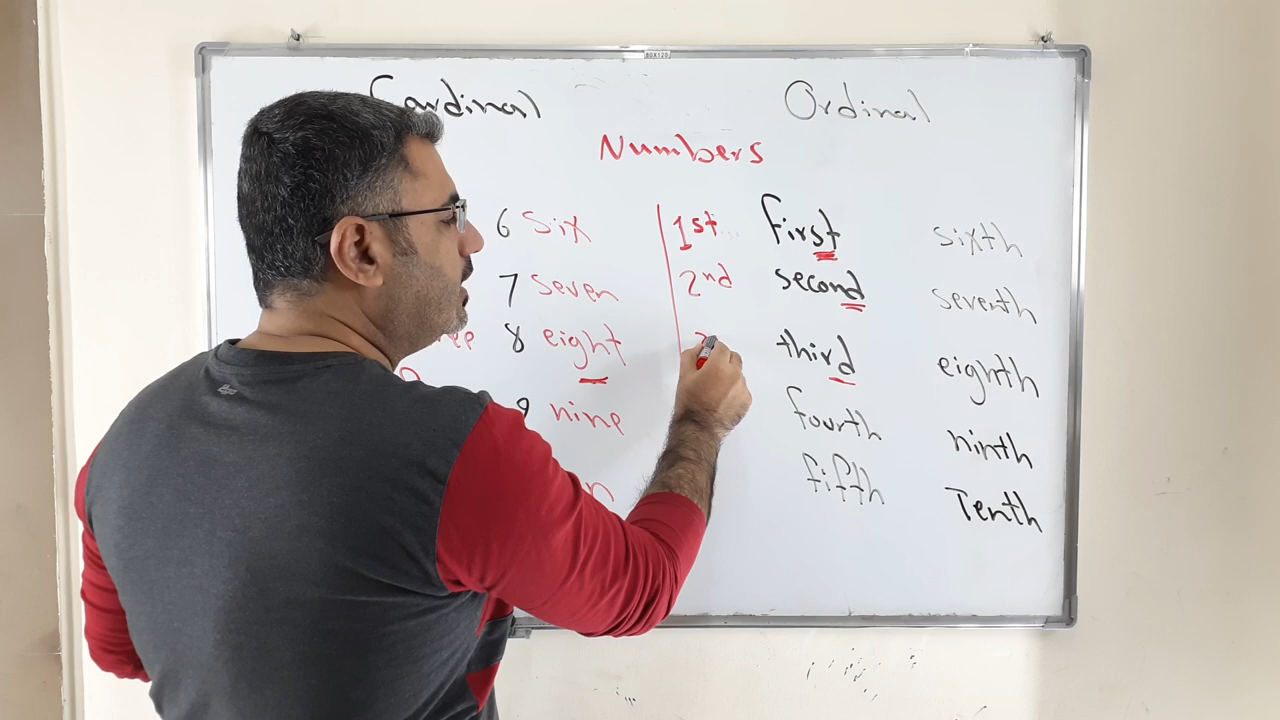 80X120
Cardinal
Ordinal
Numbers
6 Six
7 Seven
8 eight
9 nine
1st first
2nd second
third
fourth
fifth
sixth
seventh
eighth
ninth
Tenth